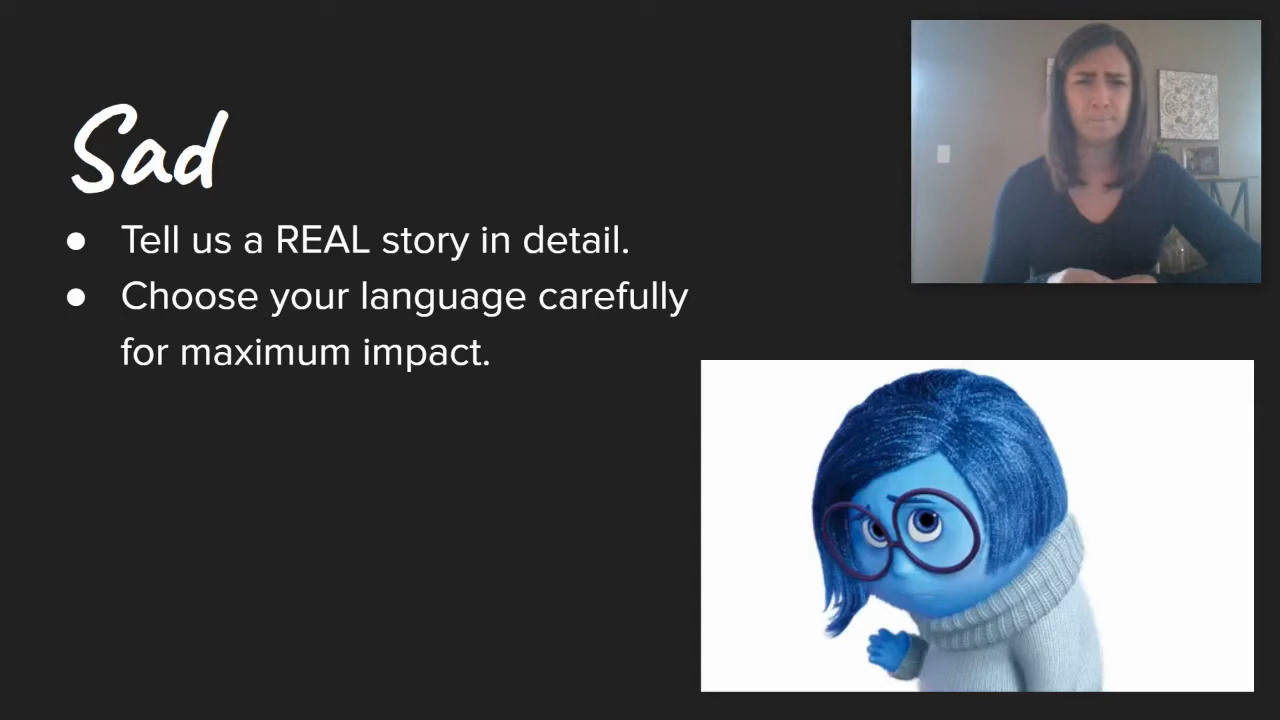 Sad
● Tell us a REAL story in detail.
● Choose your language carefully
for maximum impact.